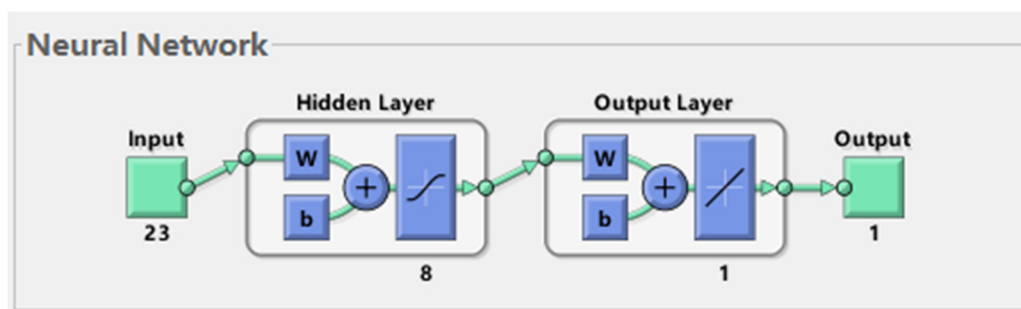 Neural Network
Hidden Layer
Output Layer
Input
Output
W
b
+
W
b
+
23
8
1
1